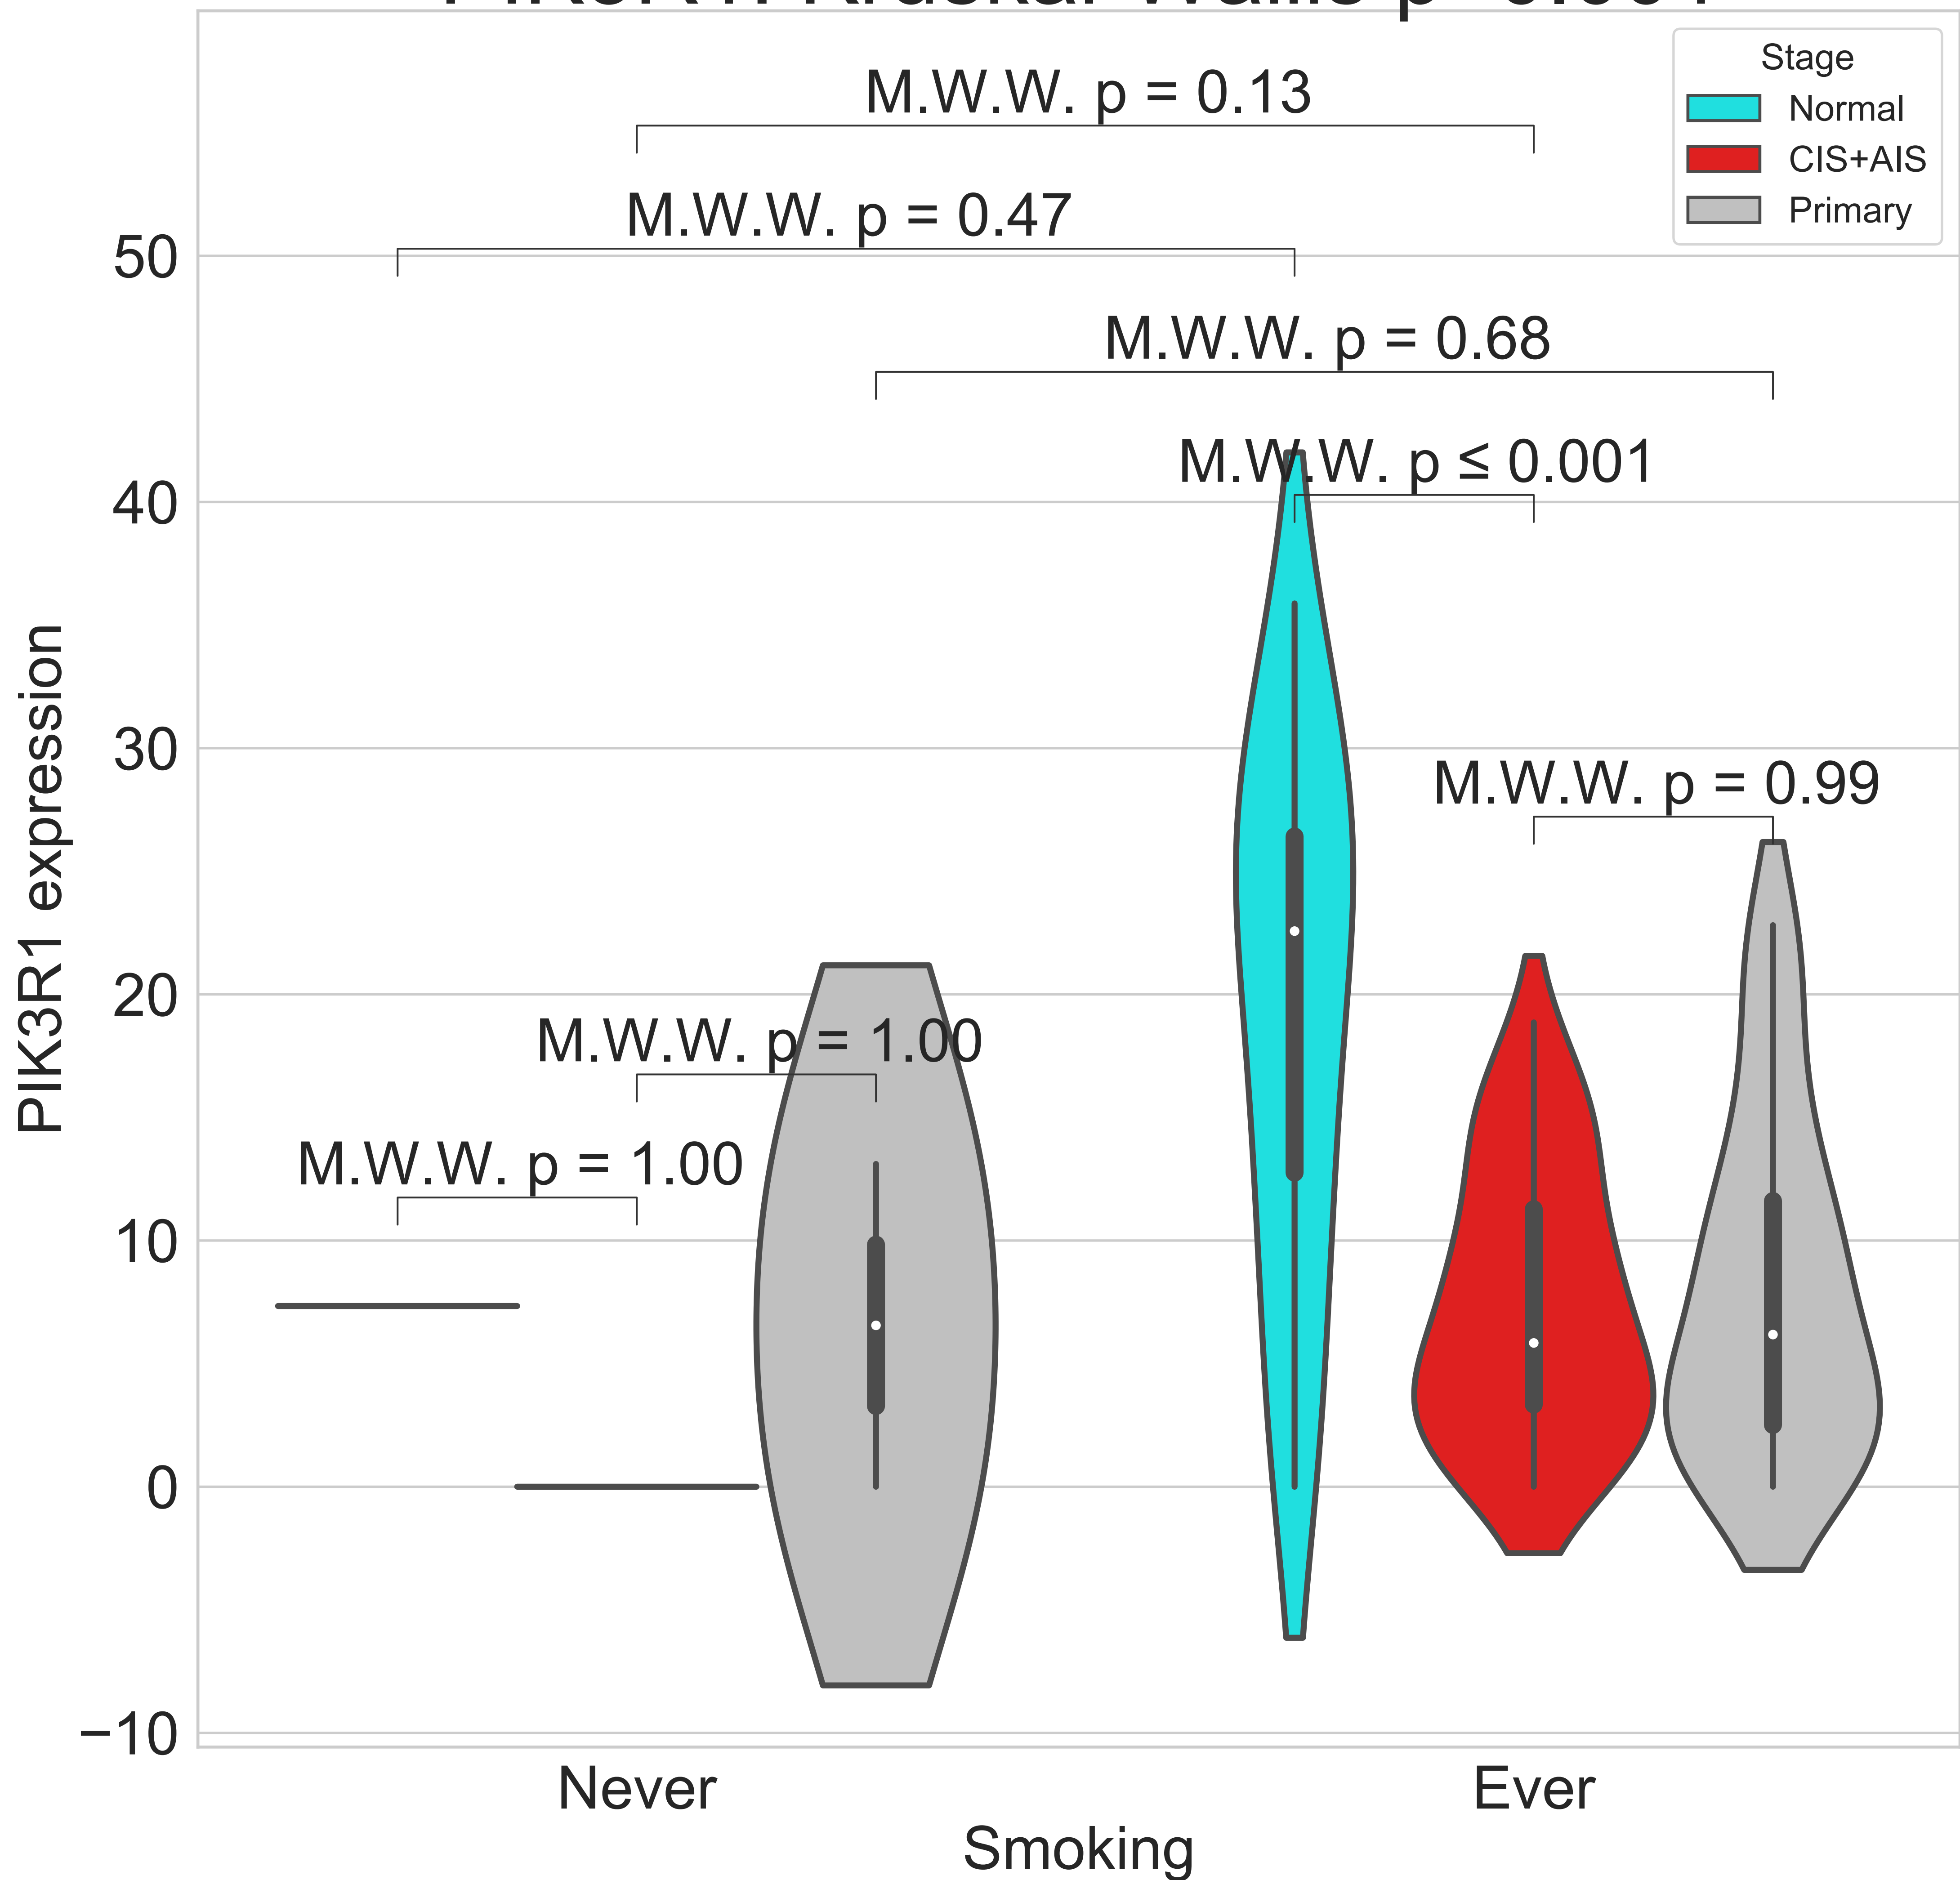 Stage
Normal
CIS+AIS
Primary
M.W.W. p = 0.13
M.W.W. p = 0.47
M.W.W. p = 0.68
M.W.W. p ≤ 0.001
M.W.W. p = 0.99
M.W.W. p = 1.00
M.W.W. p = 1.00
50
40
30
20
10
0
−10
PIK3R1 expression
Never
Ever
Smoking